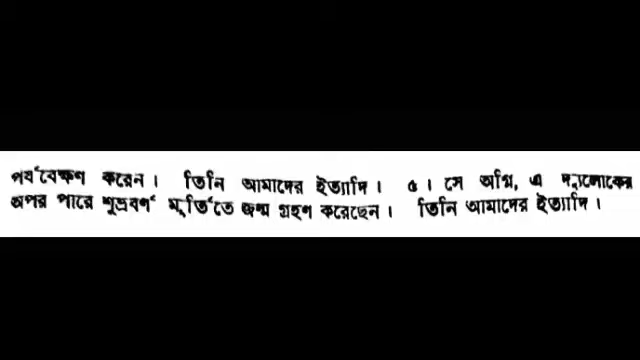 পর্যবেক্ষণ করেন। তিনি আমাদের ইত্যাদি। ৫। সে অগ্নি, এ দ্যুলোকের
অপর পারে শুভ্রবর্ণ মূর্তিতে জন্ম গ্রহণ করেছেন। তিনি আমাদের ইত্যাদি।